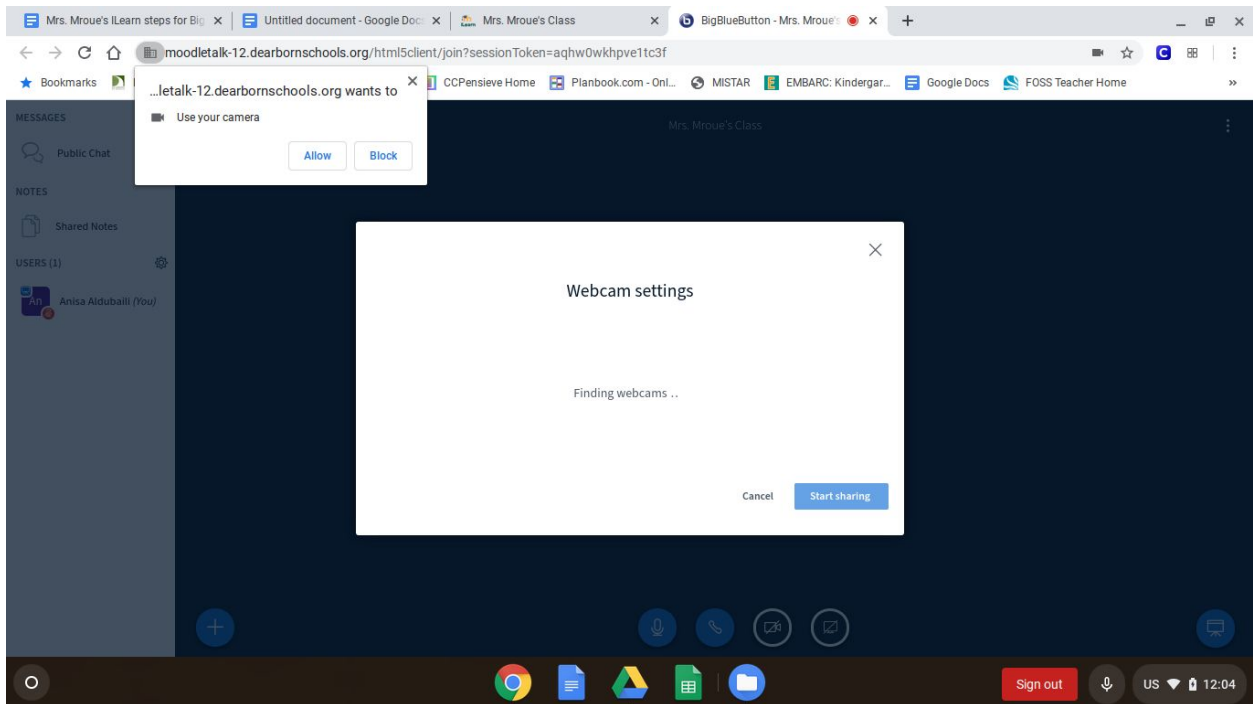 Mrs. Mroue's ILearn steps for Big
Untitled document - Google Doc
Mrs. Mroue's Class
BigBlueButton - Mrs. Mroue's
moodletalk-12.dearbornschools.org/html5client/join?sessionToken=aqhw0wkhpve1tc3f
Bookmarks
CCPensieve Home
Planbook.com - Onl...
MISTAR
EMBARC: Kindergar...
Google Docs
FOSS Teacher Home
...letalk-12.dearbornschools.org wants to
Use your camera
Allow
Block
MESSAGES
Public Chat
NOTES
Shared Notes
USERS (1)
An
Anisa Aldubaili (You)
Mrs. Mroue's Class
Webcam settings
Finding webcams ..
Cancel
Start sharing
Sign out
US
12:04